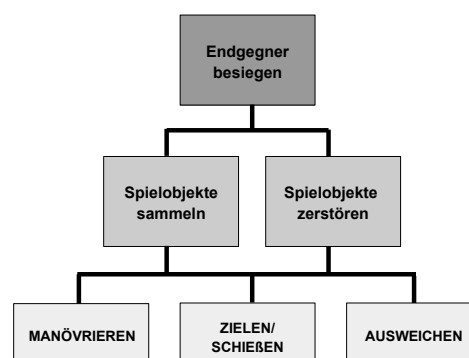 Endgegner
besiegen
Spielobjekte
sammeln
Spielobjekte
zerstören
MANÖVRIEREN
ZIELEN/
SCHIEßEN
AUSWEICHEN